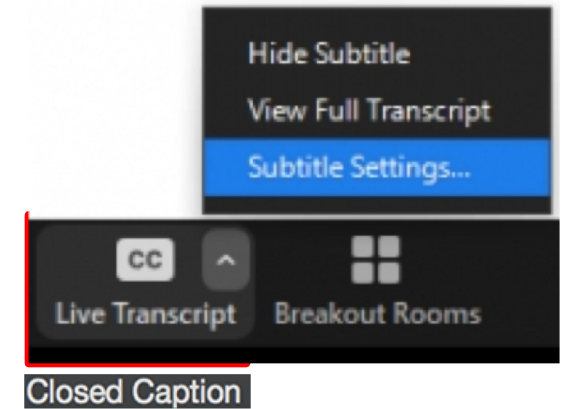 Hide Subtitle
View Full Transcript
Subtitle Settings...
CC
Live Transcript
Breakout Rooms
Closed Caption